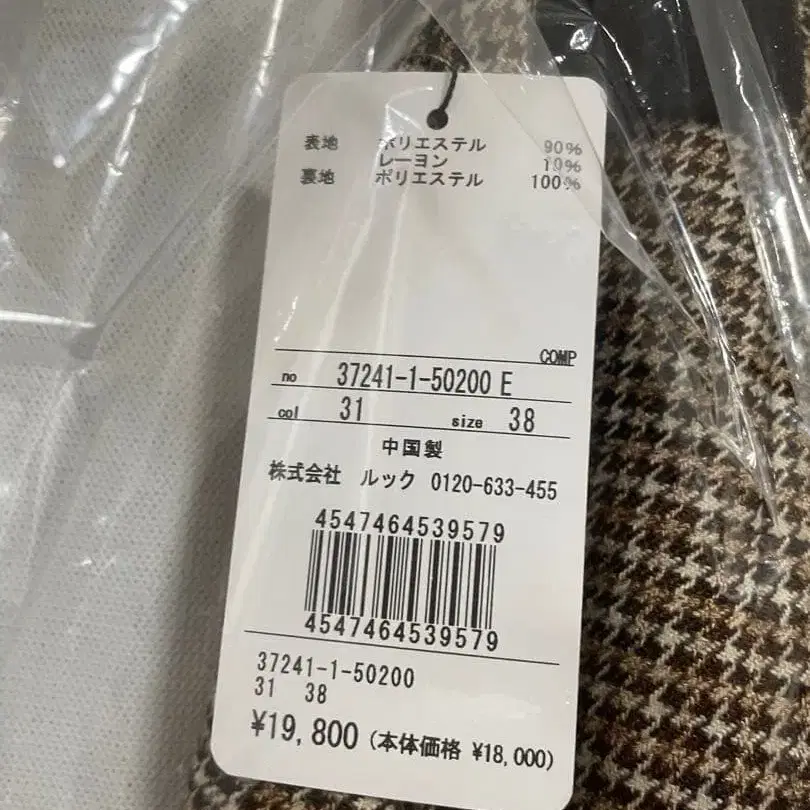 表地 ポリエステル 90%
レーヨン 10%
裏地 ポリエステル 100%
COMP
no 37241-1-50200 E
col 31 size 38
中国製
株式会社 ルック 0120-633-455
4547464539579
4547464539579
37241-1-50200
31 38
¥19,800 (本体価格 ¥18,000)